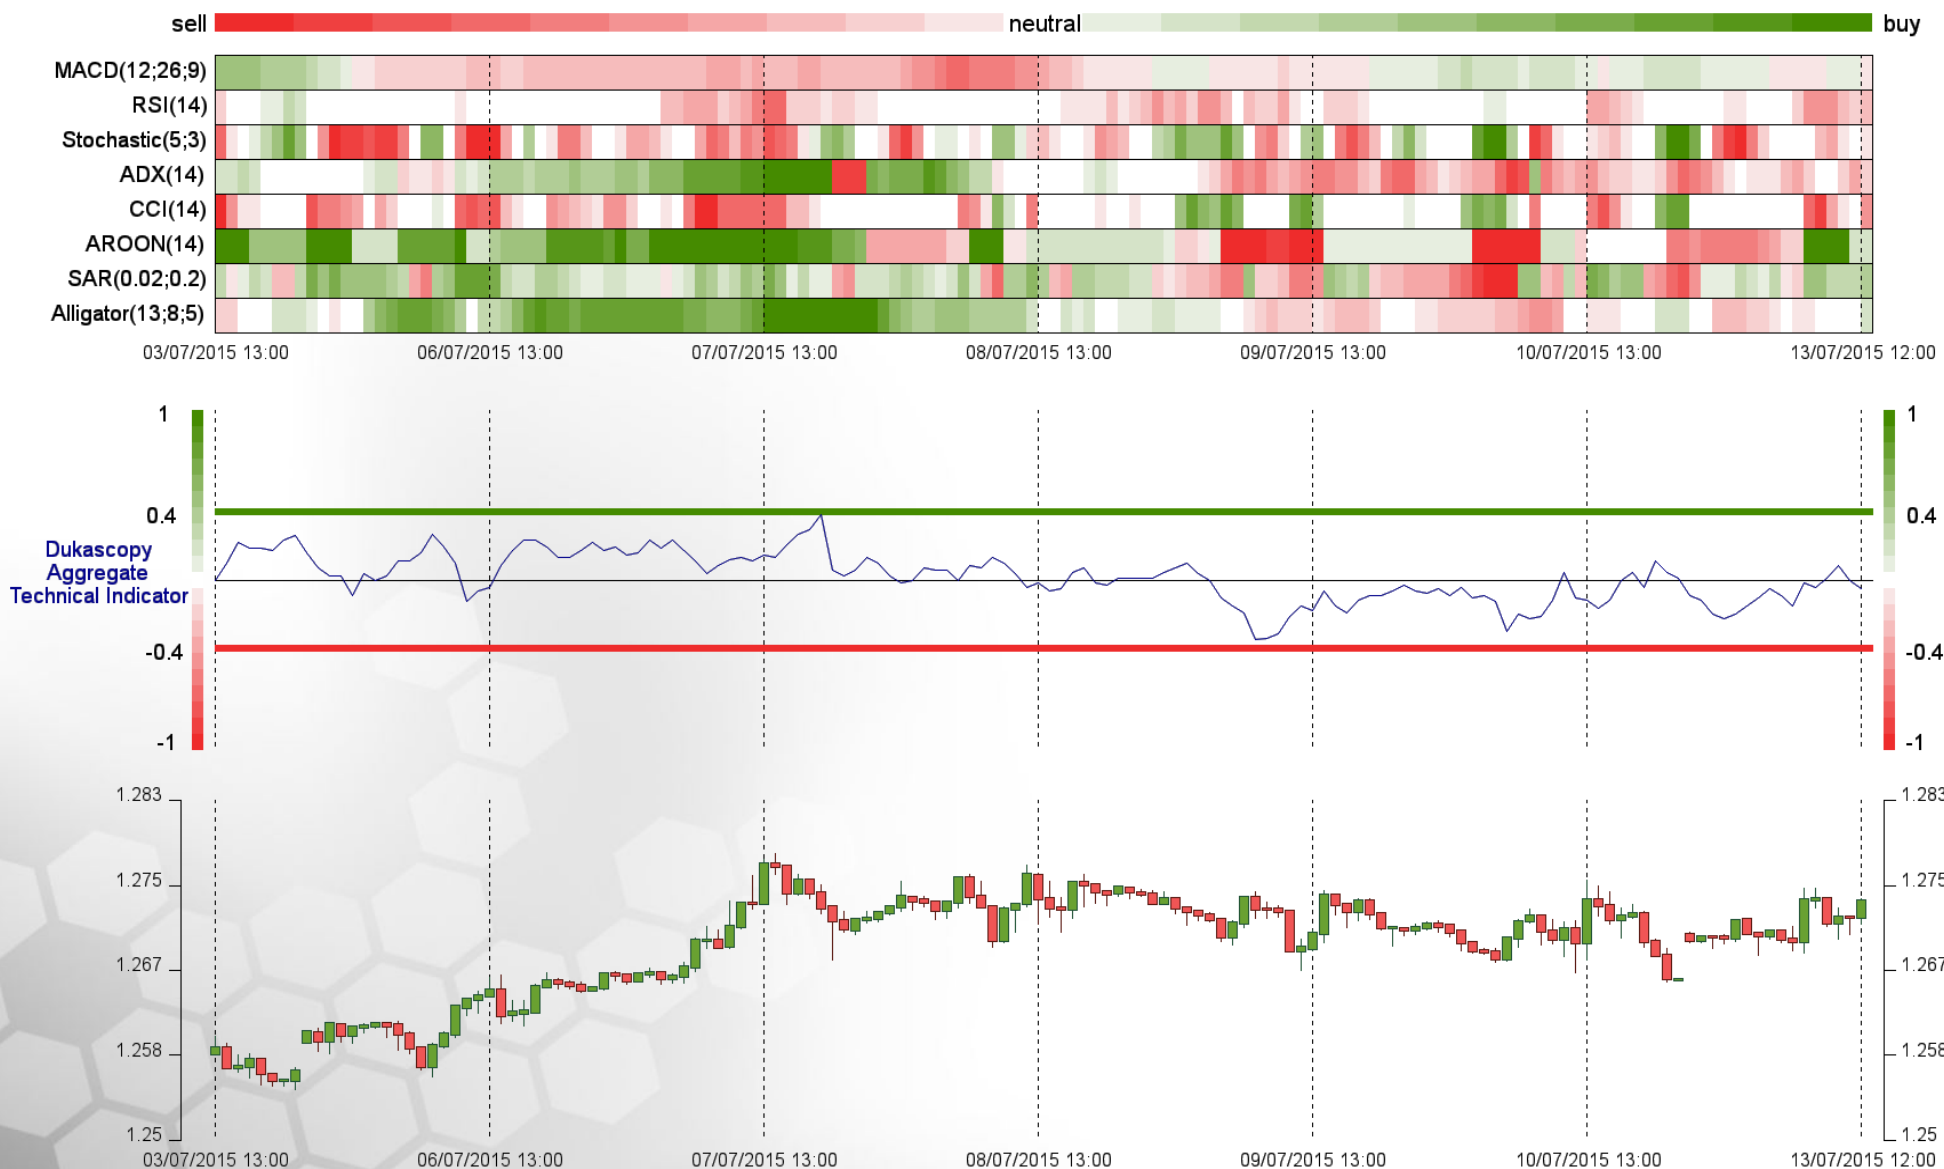 sell neutral buy
MACD(12;26;9)
RSI(14)
Stochastic(5;3)
ADX(14)
CCI(14)
AROON(14)
SAR(0.02;0.2)
Alligator(13;8;5)
03/07/2015 13:00 06/07/2015 13:00 07/07/2015 13:00 08/07/2015 13:00 09/07/2015 13:00 10/07/2015 13:00 13/07/2015 12:00
1 1
0.4 0.4
Dukascopy
Aggregate
Technical Indicator
-0.4 -0.4
-1 -1
1.283 1.283
1.275 1.275
1.267 1.267
1.258 1.258
1.25 1.25
03/07/2015 13:00 06/07/2015 13:00 07/07/2015 13:00 08/07/2015 13:00 09/07/2015 13:00 10/07/2015 13:00 13/07/2015 12:00